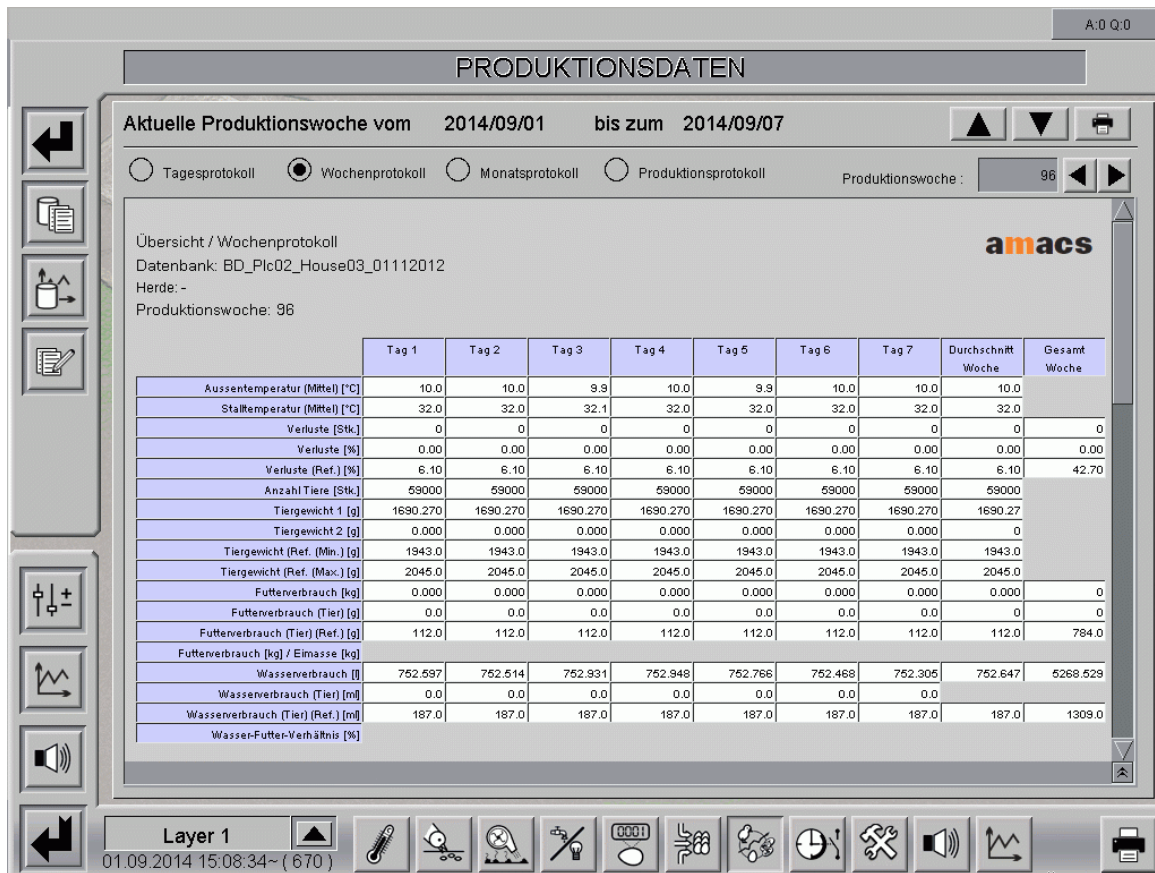 A:0 Q:0
PRODUKTIONSDATEN
Aktuelle Produktionswoche vom 2014/09/01 bis zum 2014/09/07
Tagesprotokoll Wochenprotokoll Monatsprotokoll Produktionsprotokoll Produktionswoche : 96
Übersicht / Wochenprotokoll
amacs
Datenbank: BD_Plc02_House03_01112012
Herde: -
Produktionswoche: 96
Tag 1 Tag 2 Tag 3 Tag 4 Tag 5 Tag 6 Tag 7 Durchschnitt Woche Gesamt Woche
Aussentemperatur (Mittel) [°C] 10.0 10.0 9.9 10.0 9.9 10.0 10.0 10.0
Stalltemperatur (Mittel) [°C] 32.0 32.0 32.1 32.0 32.0 32.0 32.0 32.0
Verluste [Stk.] 0 0 0 0 0 0 0 0 0
Verluste [%] 0.00 0.00 0.00 0.00 0.00 0.00 0.00 0.00 0.00
Verluste (Ref.) [%] 6.10 6.10 6.10 6.10 6.10 6.10 6.10 6.10 42.70
Anzahl Tiere [Stk.] 59000 59000 59000 59000 59000 59000 59000 59000
Tiergewicht 1 [g] 1690.270 1690.270 1690.270 1690.270 1690.270 1690.270 1690.270 1690.27
Tiergewicht 2 [g] 0.000 0.000 0.000 0.000 0.000 0.000 0.000 0
Tiergewicht (Ref. (Min.) [g] 1943.0 1943.0 1943.0 1943.0 1943.0 1943.0 1943.0 1943.0
Tiergewicht (Ref. (Max.) [g] 2045.0 2045.0 2045.0 2045.0 2045.0 2045.0 2045.0 2045.0
Futterverbrauch [kg] 0.000 0.000 0.000 0.000 0.000 0.000 0.000 0.000 0
Futterverbrauch (Tier) [g] 0.0 0.0 0.0 0.0 0.0 0.0 0.0 0 0
Futterverbrauch (Tier) (Ref.) [g] 112.0 112.0 112.0 112.0 112.0 112.0 112.0 112.0 784.0
Futterverbrauch [kg] / Eimasse [kg]
Wasserverbrauch [l] 752.597 752.514 752.931 752.948 752.766 752.468 752.305 752.647 5268.529
Wasserverbrauch (Tier) [ml] 0.0 0.0 0.0 0.0 0.0 0.0 0.0
Wasserverbrauch (Tier) (Ref.) [ml] 187.0 187.0 187.0 187.0 187.0 187.0 187.0 187.0 1309.0
Wasser-Futter-Verhältnis [%]
Layer 1
01.09.2014 15:08:34~ ( 670 )
0001